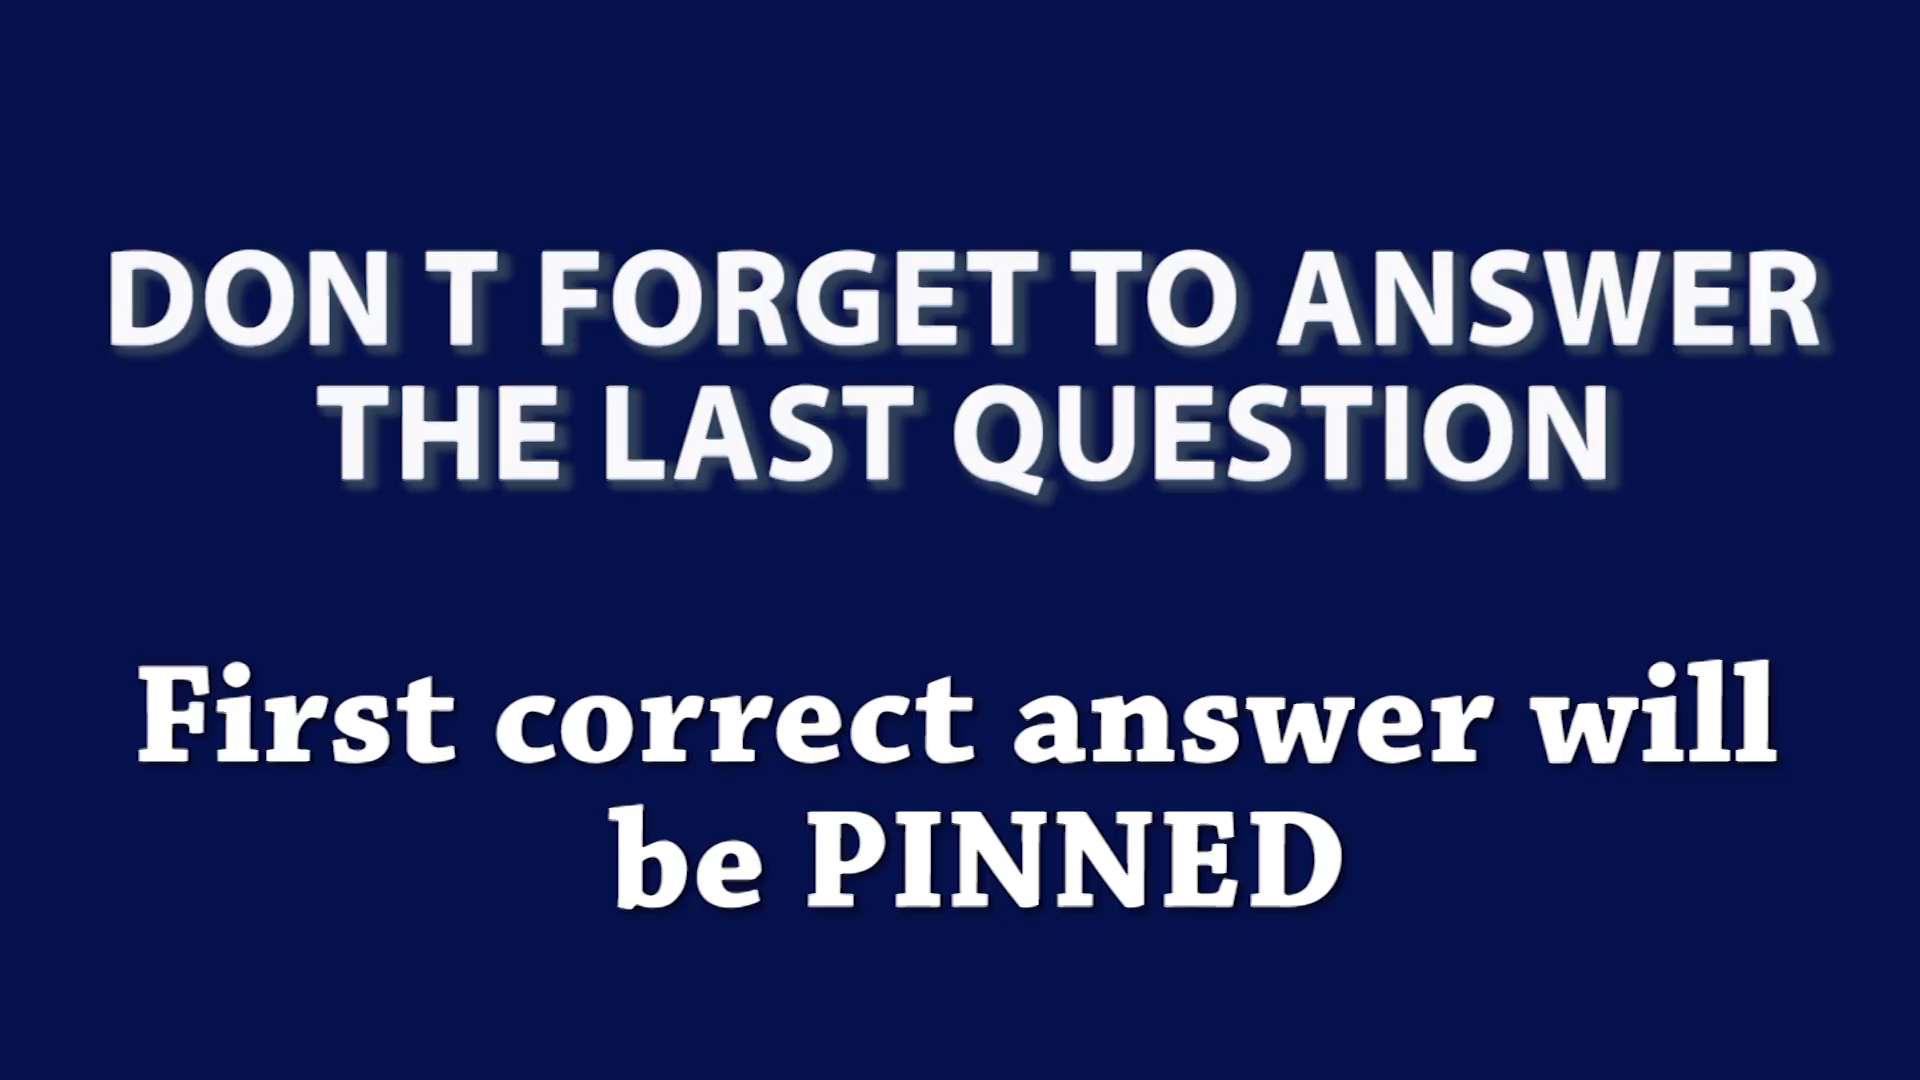 DON T FORGET TO ANSWER
THE LAST QUESTION
First correct answer will
be PINNED